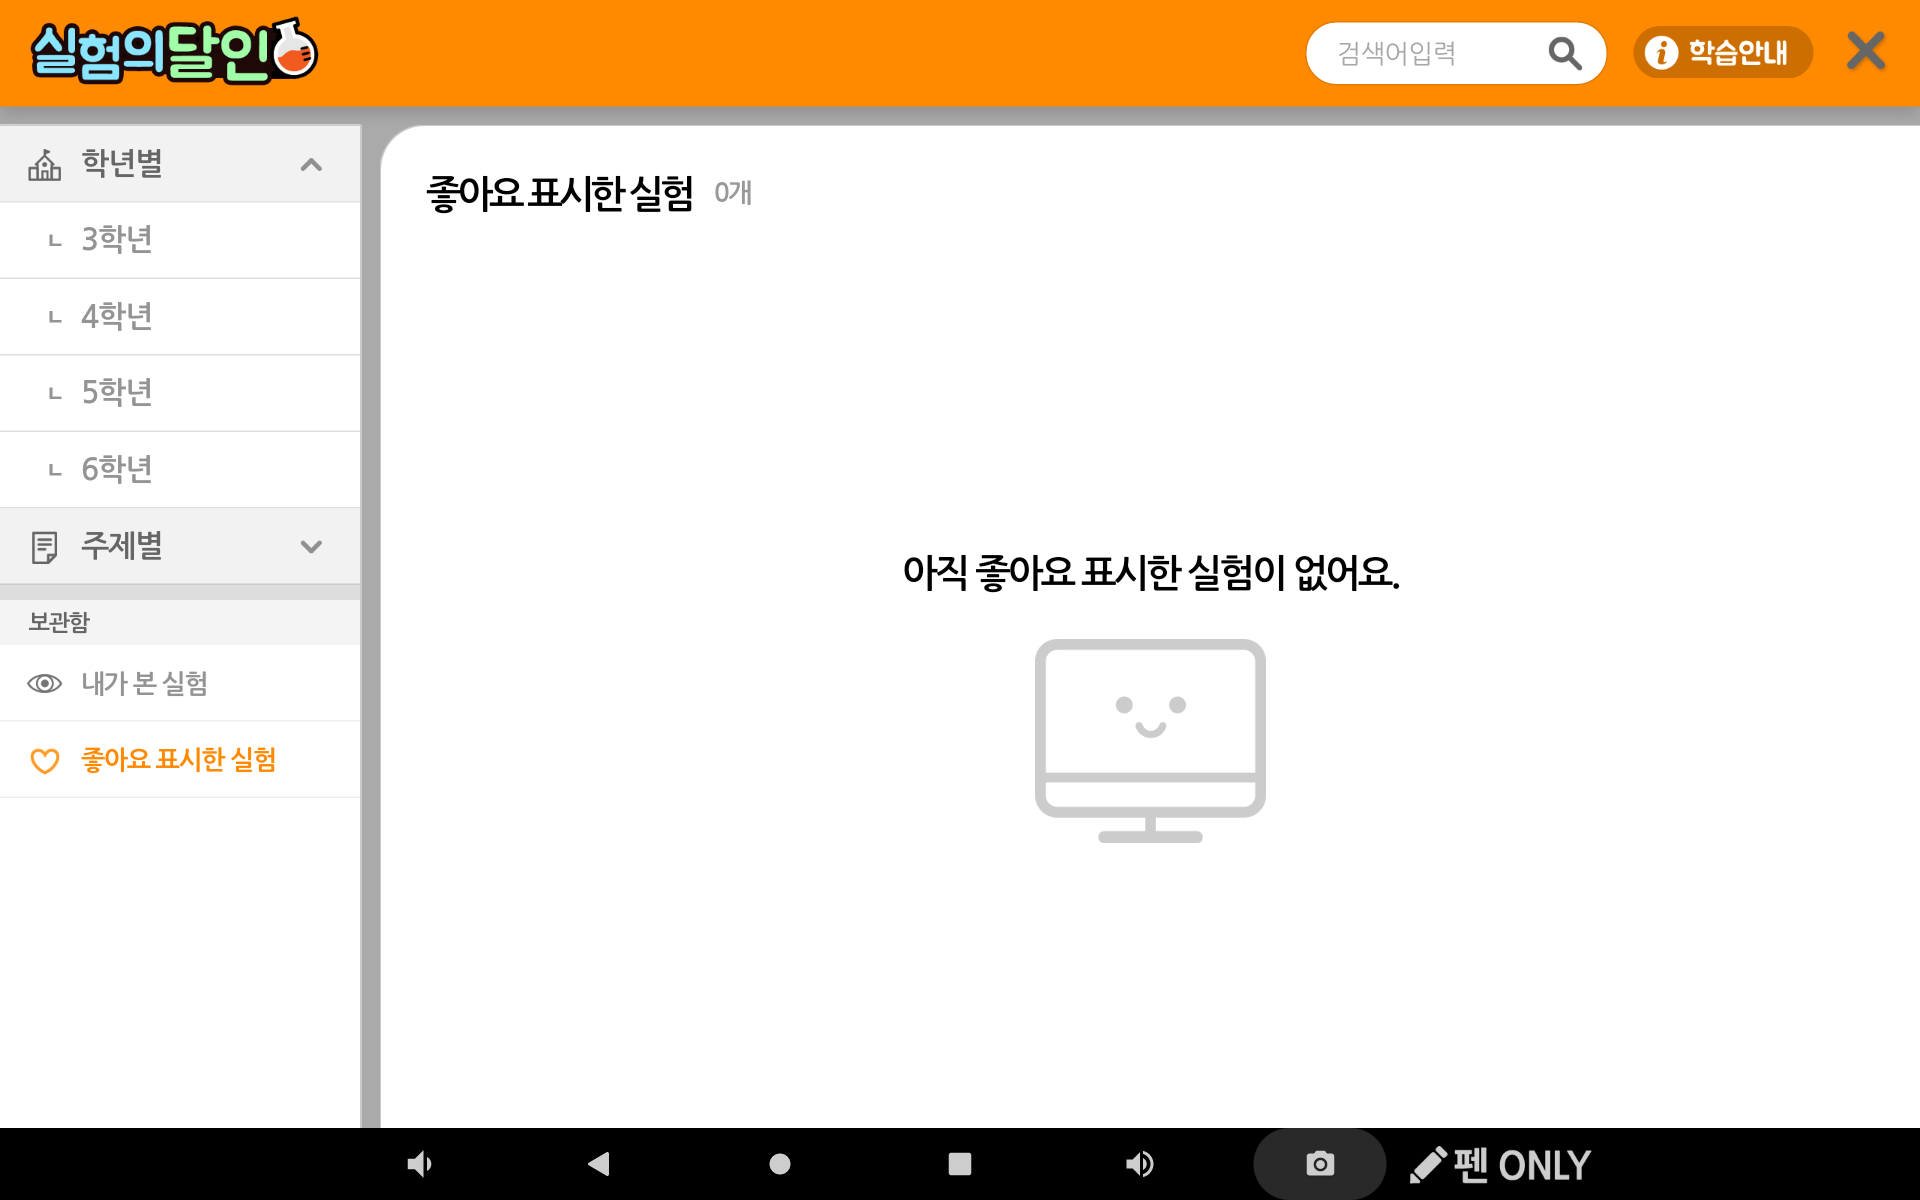 실험의달인
검색어입력
학습안내
학년별
3학년
4학년
5학년
6학년
주제별
보관함
내가 본 실험
좋아요 표시한 실험
좋아요 표시한 실험 0개
아직 좋아요 표시한 실험이 없어요.
펜 ONLY